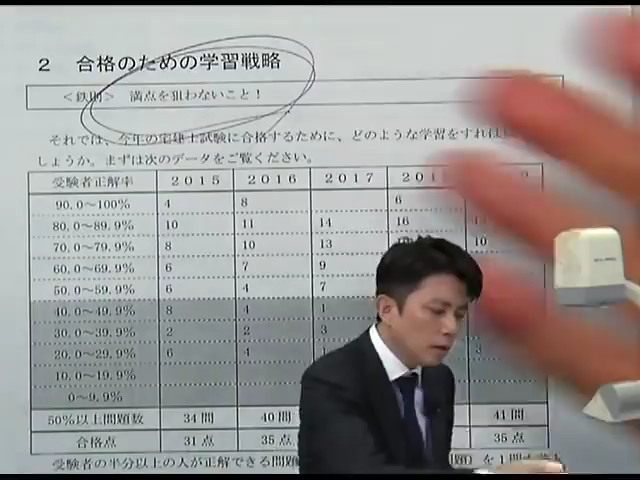 2 合格のための学習戦略
<鉄則> 満点を狙わないこと!
それでは、今年の宅建士試験に合格するために、どのような学習をすれば
しょうか。まずは次のデータをご覧ください。
受験者正解率 2015 2016 2017 201
90.0~100% 4 8 6
80.0~89.9% 10 11 14 16
70.0~79.9% 8 10 13 10
60.0~69.9% 6 7 9
50.0~59.9% 6 4 7
40.0~49.9% 8 4 1
30.0~39.9% 2 2 3
20.0~29.9% 6 4 3
10.0~19.9%
0~9.9%
50%以上問題数 34問 40問 41問
合格点 31点 35点 35点
受験者の半分以上の人が正解できる問題 を1問も